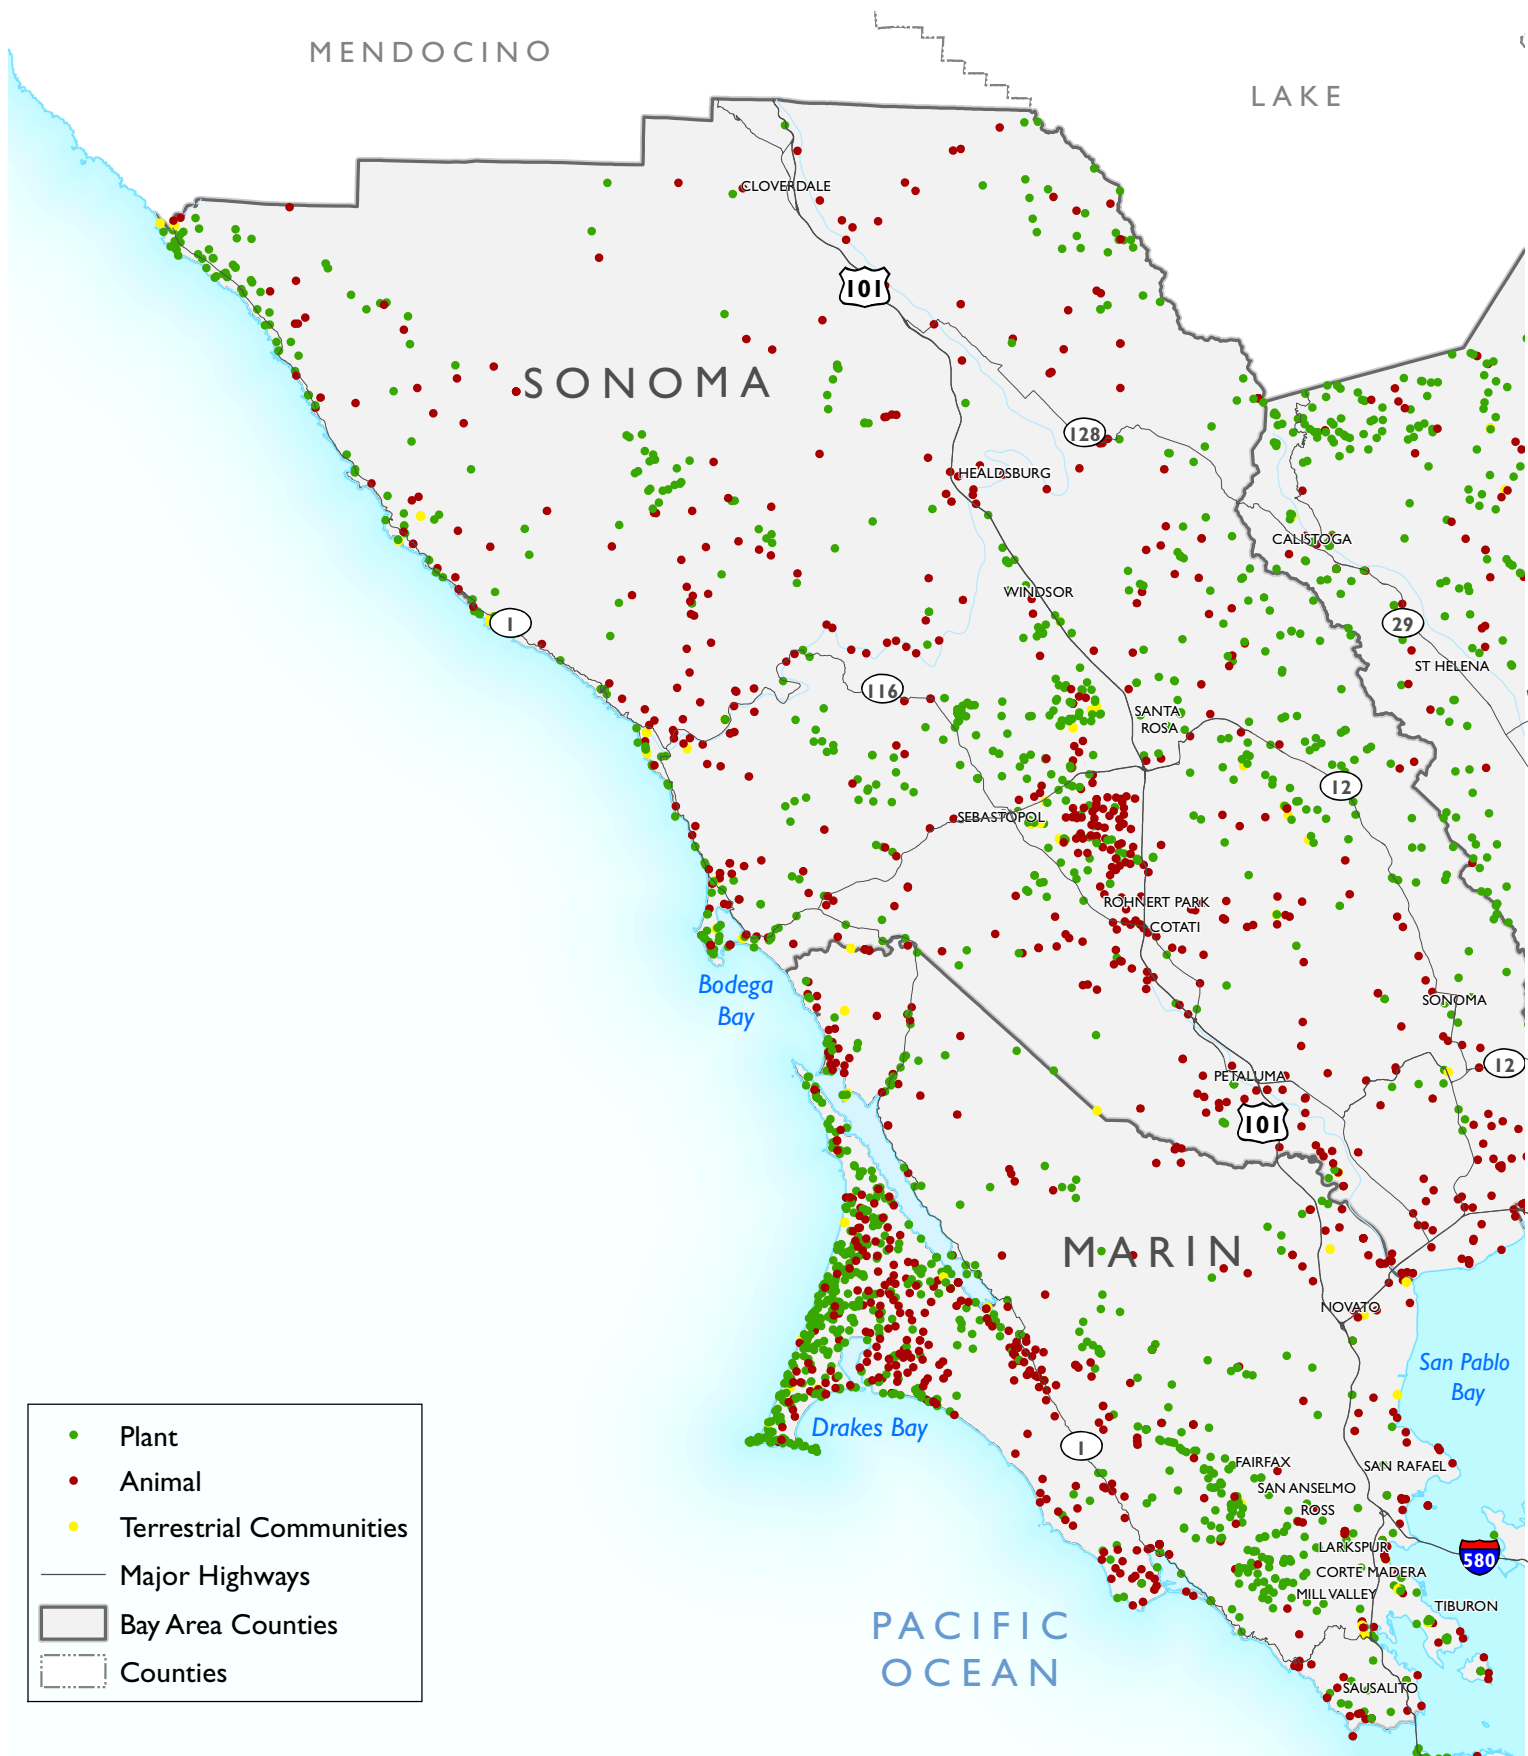 MENDOCINO
LAKE
CLOVERDALE
101
SONOMA
128
HEALDSBURG
CALISTOGA
WINDSOR
1
29
ST HELENA
116
SANTA
ROSA
12
SEBASTOPOL
ROHNERT PARK
COTATI
Bodega
Bay
SONOMA
12
PETALUMA
101
MARIN
NOVATO
San Pablo
Bay
Drakes Bay
1
FAIRFAX
SAN RAFAEL
SAN ANSELMO
ROSS
LARKSPUR
580
CORTE MADERA
MILL VALLEY
TIBURON
PACIFIC
OCEAN
SAUSALITO
Plant
Animal
Terrestrial Communities
Major Highways
Bay Area Counties
Counties